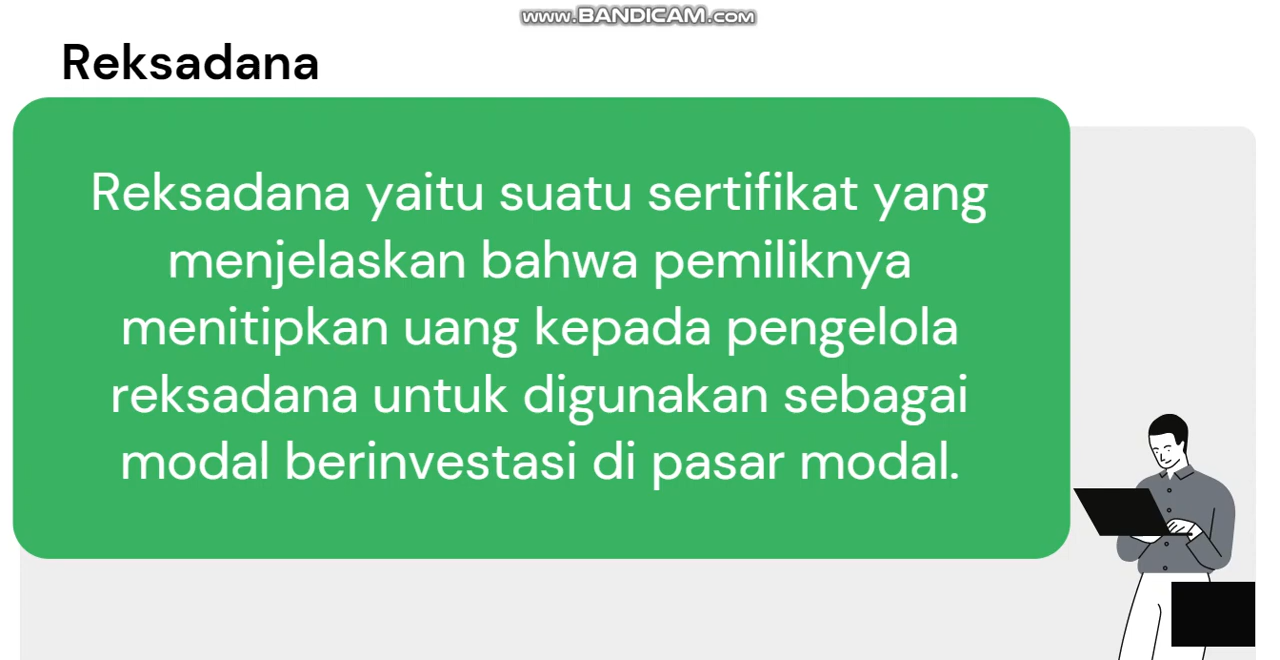 www.BANDICAM.com
Reksadana
Reksadana yaitu suatu sertifikat yang
menjelaskan bahwa pemiliknya
menitipkan uang kepada pengelola
reksadana untuk digunakan sebagai
modal berinvestasi di pasar modal.